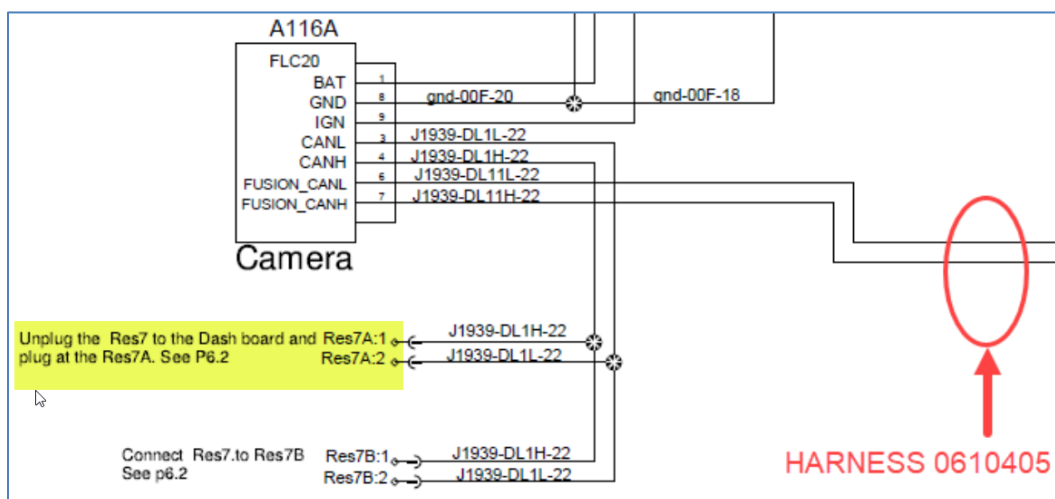 A116A
FLC20
BAT 1
GND 8 gnd-00F-20 gnd-00F-18
IGN 9
CANL 3 J1939-DL1L-22
CANH 4 J1939-DL1H-22
FUSION_CANL 6 J1939-DL11L-22
FUSION_CANH 7 J1939-DL11H-22
Camera
Unplug the Res7 to the Dash board and Res7A:1 J1939-DL1H-22
plug at the Res7A. See P6.2 Res7A:2 J1939-DL1L-22
Connect Res7.to Res7B Res7B:1 J1939-DL1H-22
See p6.2 Res7B:2 J1939-DL1L-22
HARNESS 0610405